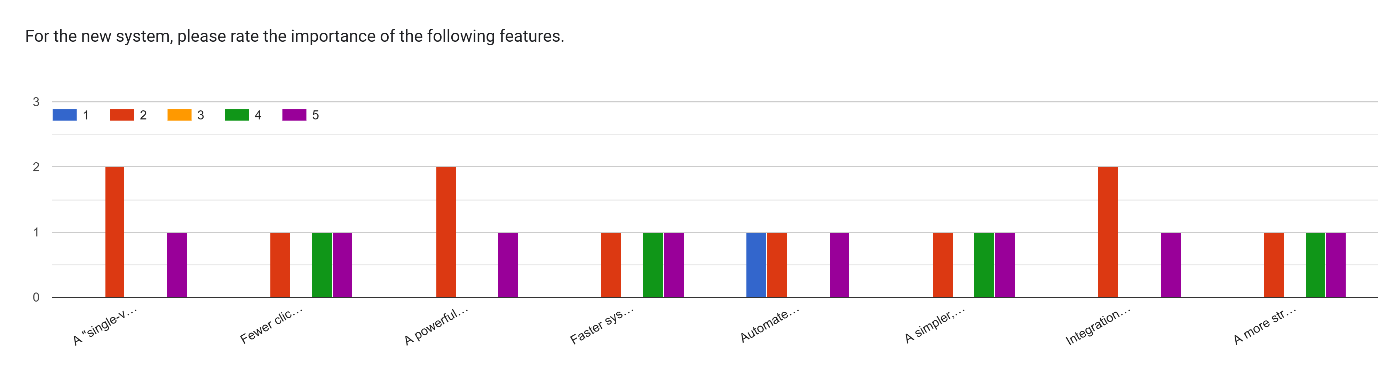 For the new system, please rate the importance of the following features.
3
1 2 3 4 5
2
1
0
A "single-v…
Fewer clic…
A powerful…
Faster sys…
Automate…
A simpler,…
Integration…
A more str…